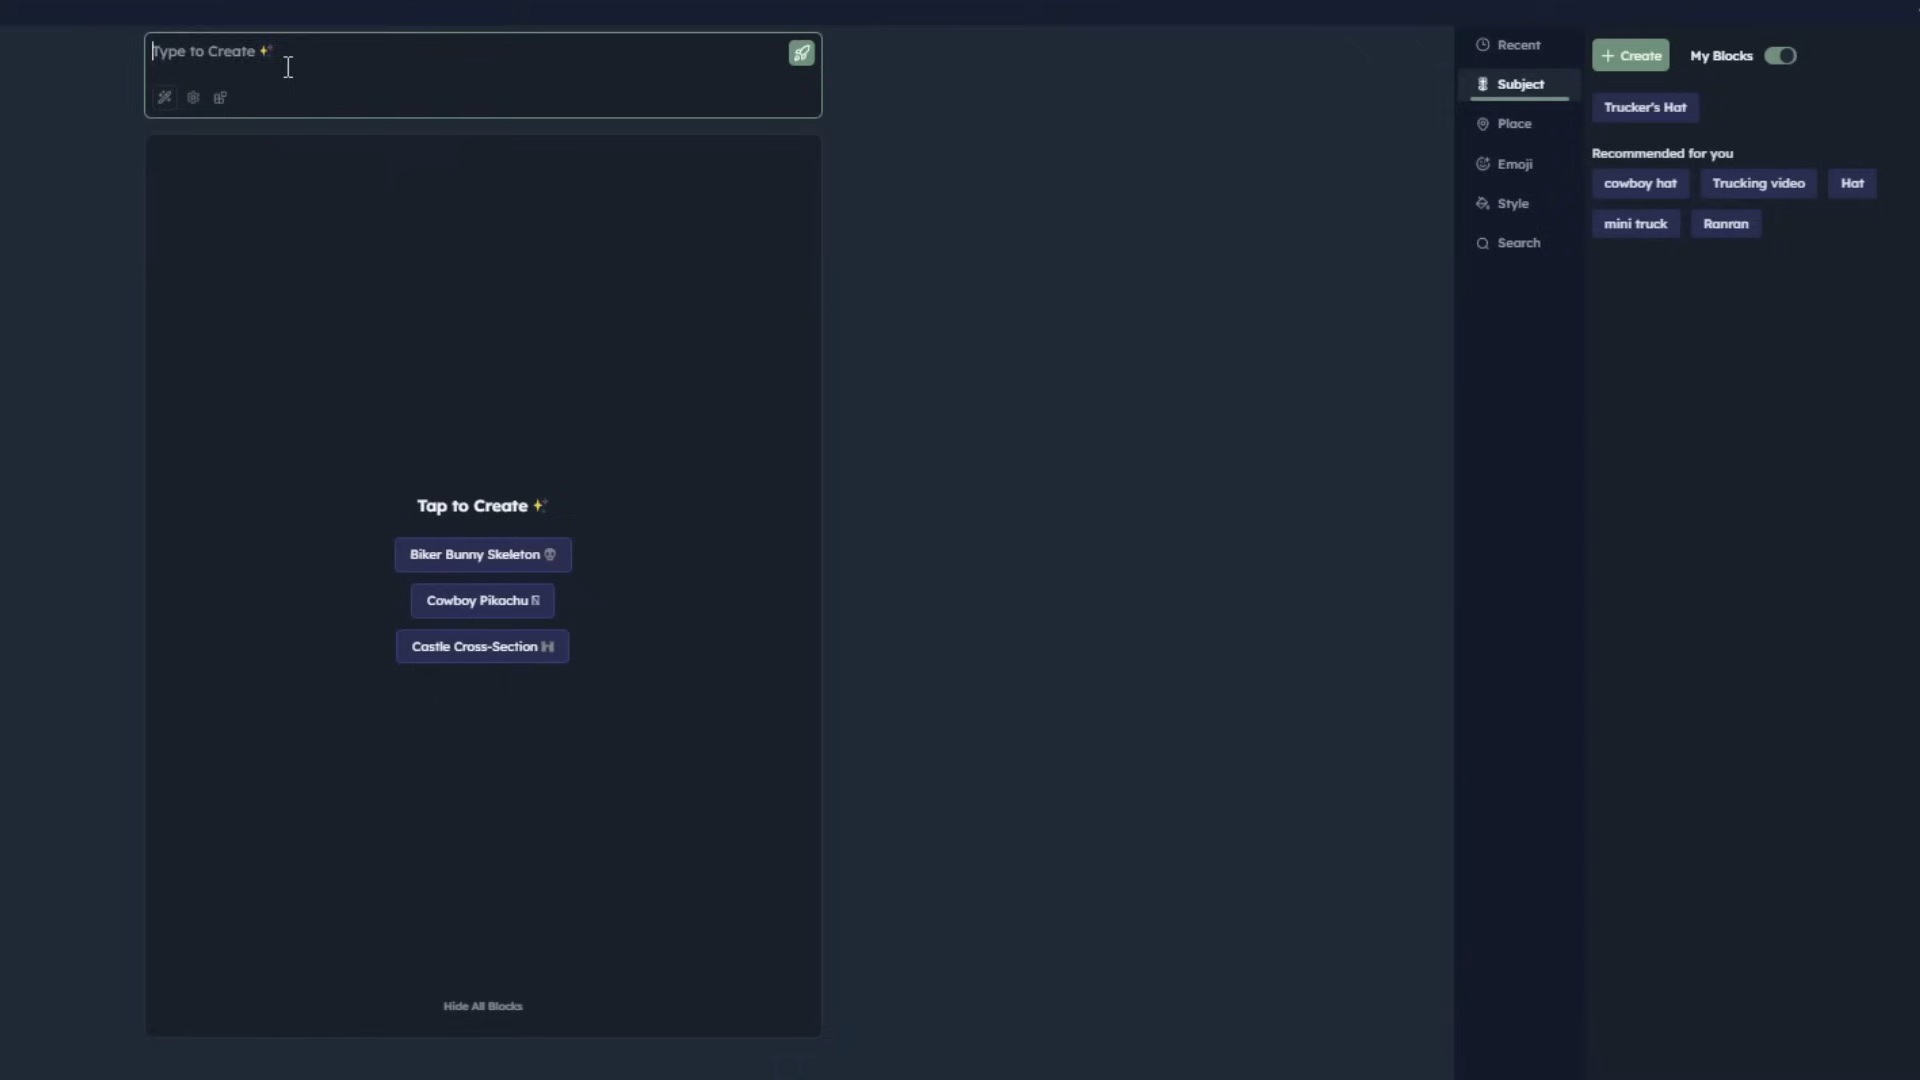 Type to Create
Tap to Create
Biker Bunny Skeleton
Cowboy Pikachu
Castle Cross-Section
Hide All Blocks
Recent
Subject
Place
Emoji
Style
Search
+ Create
My Blocks
Trucker's Hat
Recommended for you
cowboy hat Trucking video Hat
mini truck Ranran